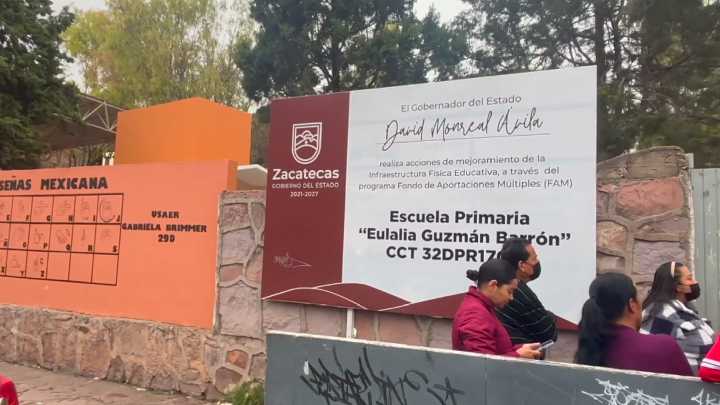 SEÑAS MEXICANA
USAER
GABRIELA BRIMMER
29D
Zacatecas
GOBIERNO DEL ESTADO
2021-2027
El Gobernador del Estado
David Monreal Ávila
realiza acciones de mejoramiento de la
Infraestructura Física Educativa, a través del
programa Fondo de Aportaciones Múltiples (FAM)
Escuela Primaria
“Eulalia Guzmán Barrón”
CCT